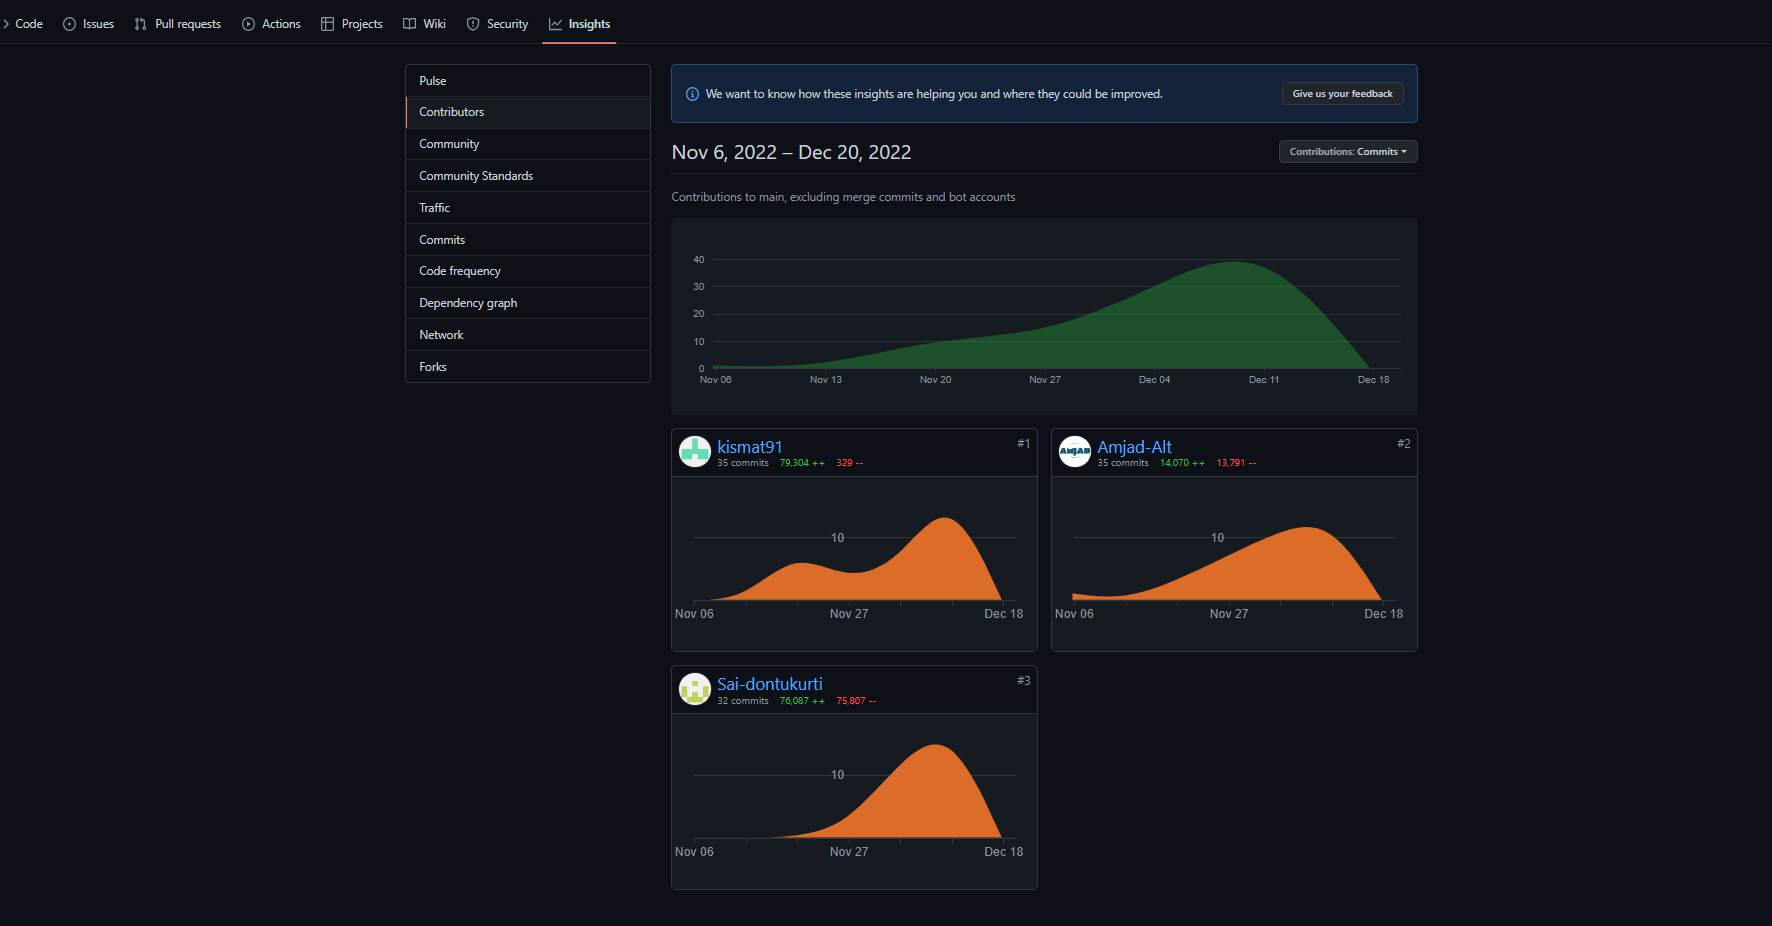 Code Issues Pull requests Actions Projects Wiki Security Insights
Pulse
Contributors
Community
Community Standards
Traffic
Commits
Code frequency
Dependency graph
Network
Forks
We want to know how these insights are helping you and where they could be improved. Give us your feedback
Nov 6, 2022 – Dec 20, 2022 Contributions: Commits
Contributions to main, excluding merge commits and bot accounts
40
30
20
10
0
Nov 06 Nov 13 Nov 20 Nov 27 Dec 04 Dec 11 Dec 18
kismat91 #1
35 commits 79,304 ++ 329 --
10
Nov 06 Nov 27 Dec 18
AMJAD Amjad-Alt #2
35 commits 14,070 ++ 13,791 --
10
Nov 06 Nov 27 Dec 18
Sai-dontukurti #3
32 commits 76,087 ++ 75,807 --
10
Nov 06 Nov 27 Dec 18